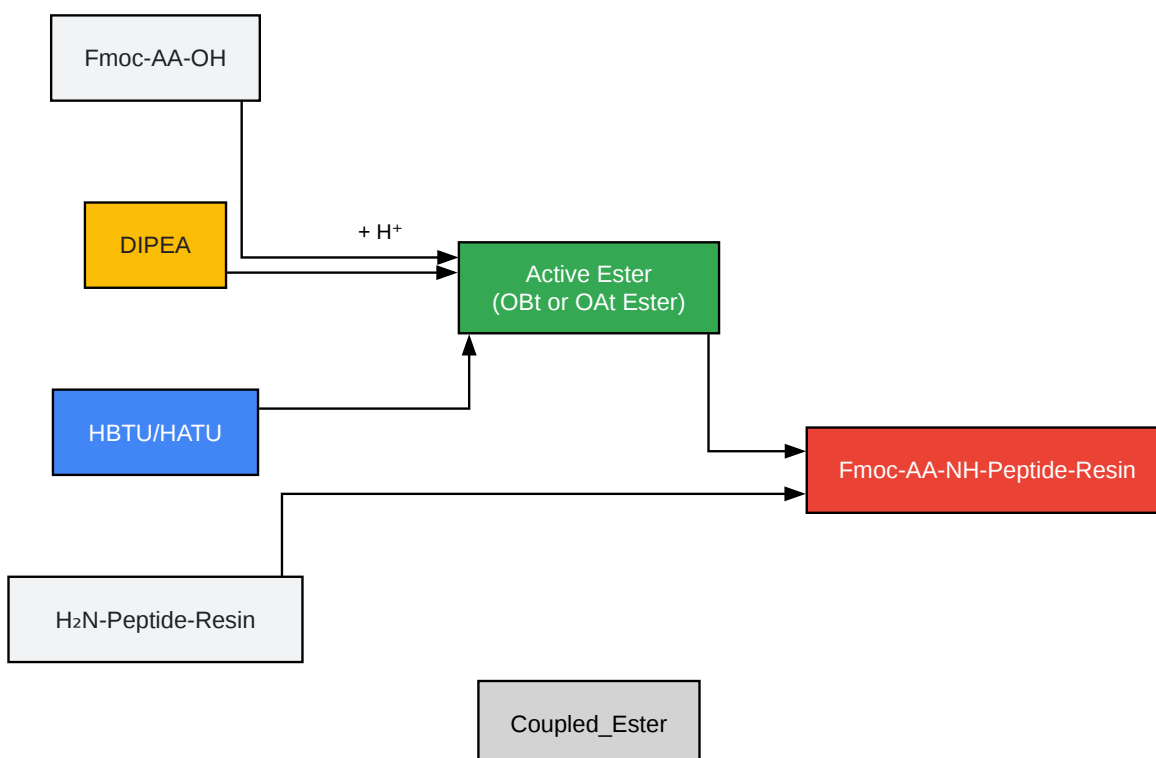 Fmoc-AA-OH
DIPEA
+ H⁺
Active Ester
(OBt or OAt Ester)
HBTU/HATU
Fmoc-AA-NH-Peptide-Resin
H₂N-Peptide-Resin
Coupled_Ester